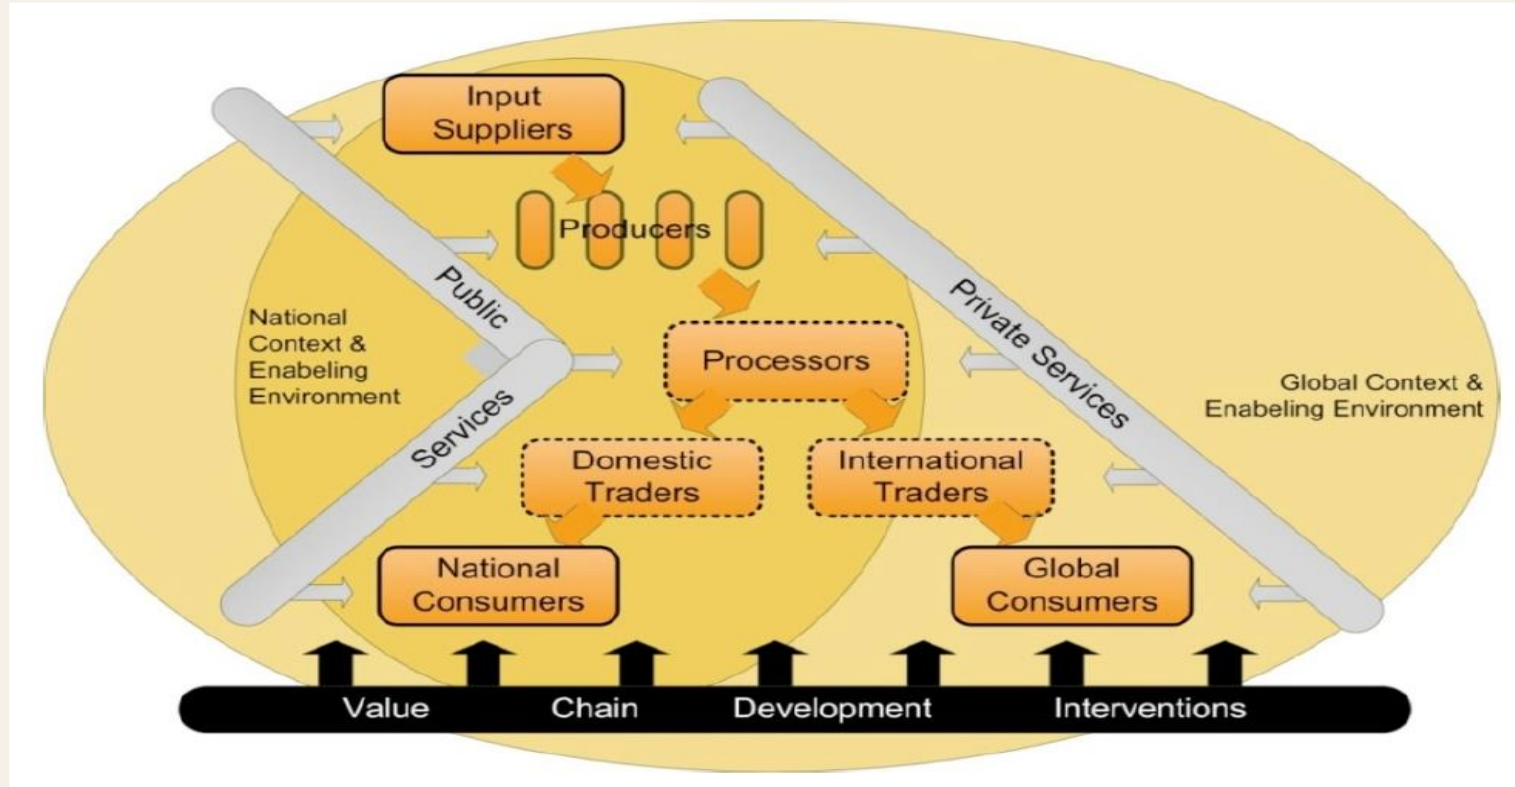 Input
Suppliers
Producers
Public
National
Context &
Enabeling
Environment
Private Services
Processors
Global Context &
Enabeling Environment
Services
Domestic
Traders
International
Traders
National
Consumers
Global
Consumers
Value Chain Development Interventions